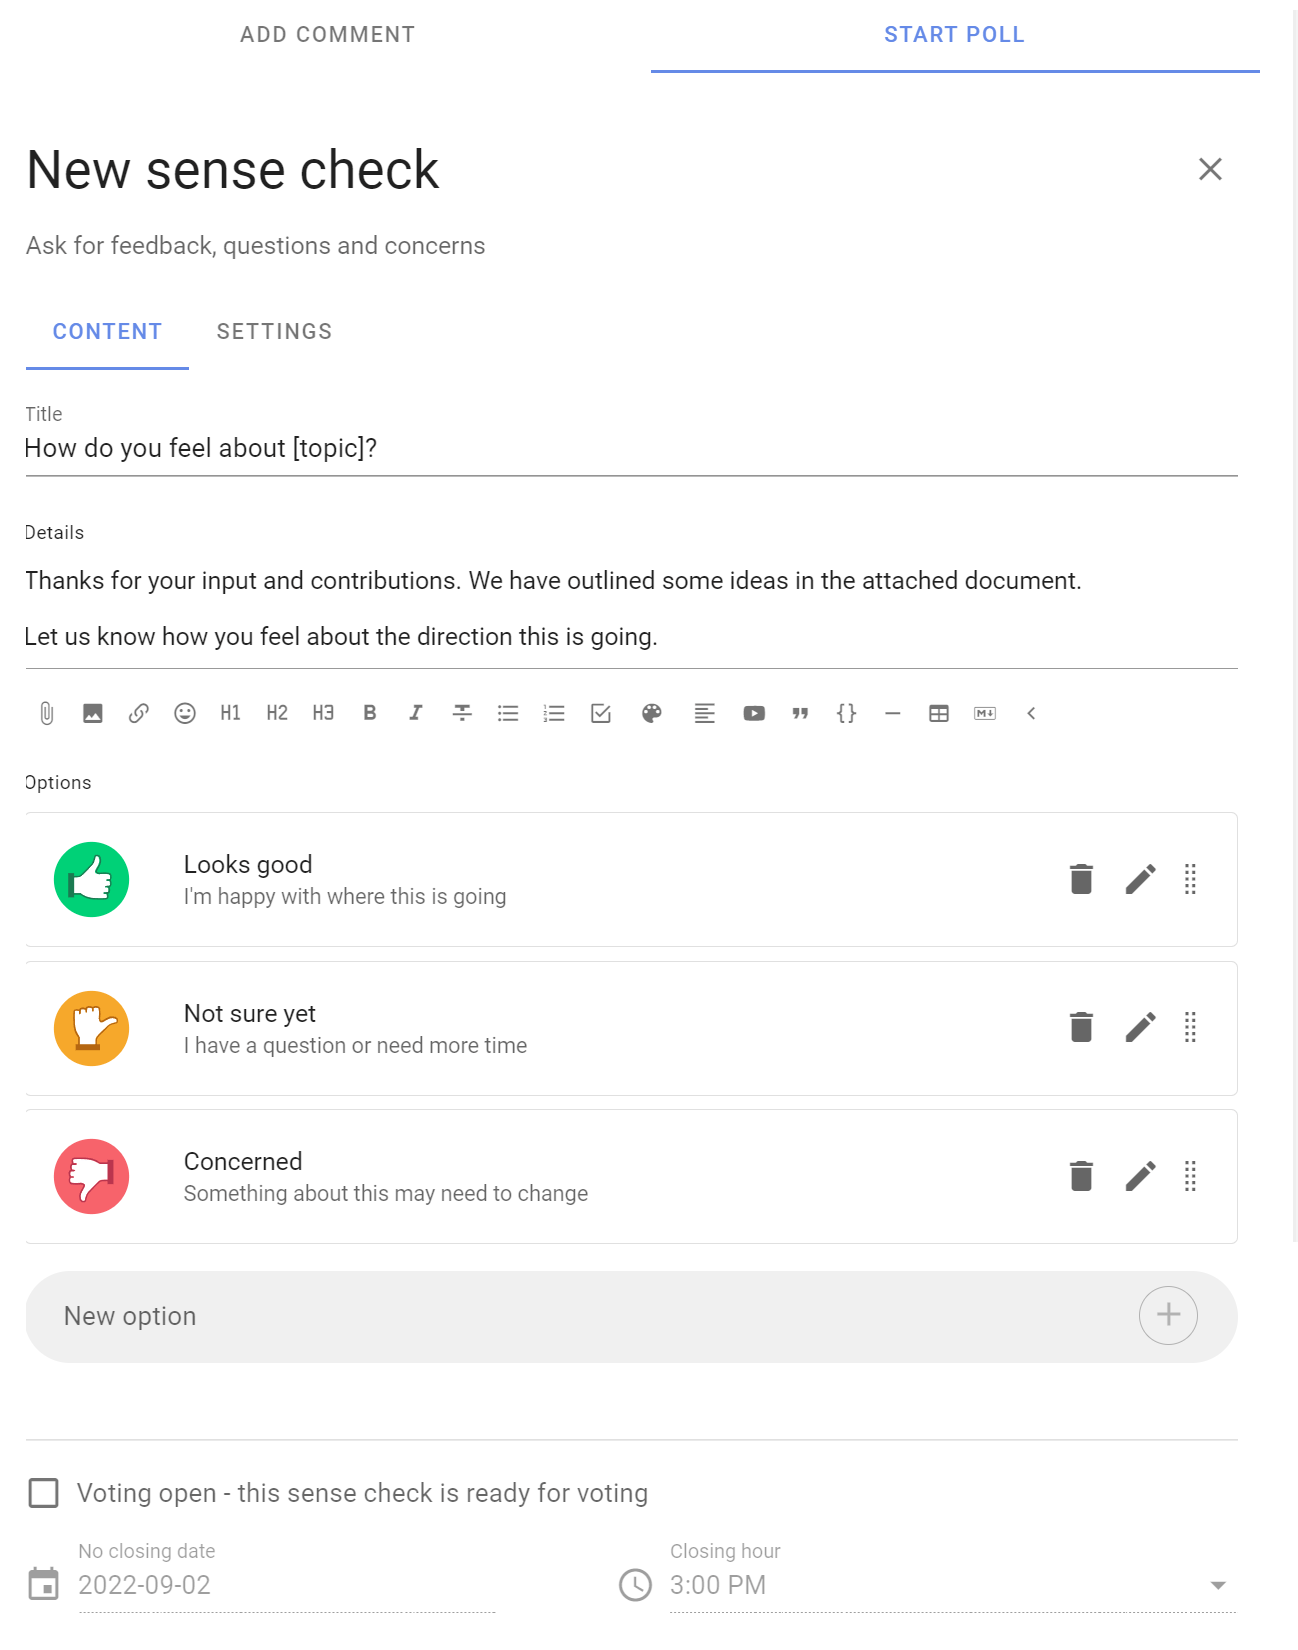 ADD COMMENT
START POLL
New sense check
Ask for feedback, questions and concerns
CONTENT
SETTINGS
Title
How do you feel about [topic]?
Details
Thanks for your input and contributions. We have outlined some ideas in the attached document.
Let us know how you feel about the direction this is going.
H1 H2 H3 B I M↓
Options
Looks good
I'm happy with where this is going
Not sure yet
I have a question or need more time
Concerned
Something about this may need to change
New option
Voting open - this sense check is ready for voting
No closing date
2022-09-02
Closing hour
3:00 PM